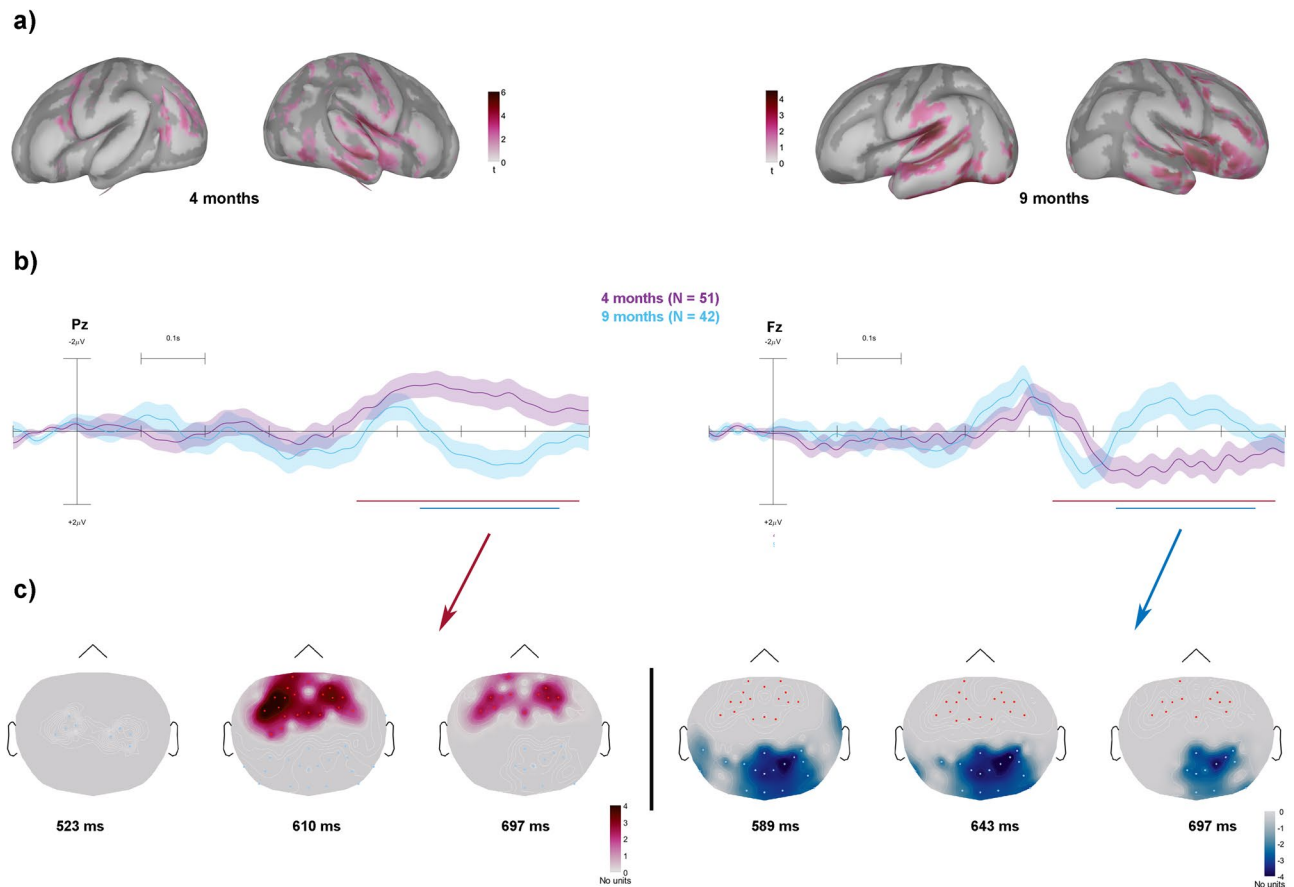 a)
6
4
2
0
t
4 months
4
3
2
1
0
t
9 months
b)
4 months (N = 51)
9 months (N = 42)
Pz
-2µV
0.1s
+2µV
Fz
-2µV
0.1s
+2µV
c)
523 ms
610 ms
697 ms
4
3
2
1
0
No units
589 ms
643 ms
697 ms
0
-1
-2
-3
-4
No units